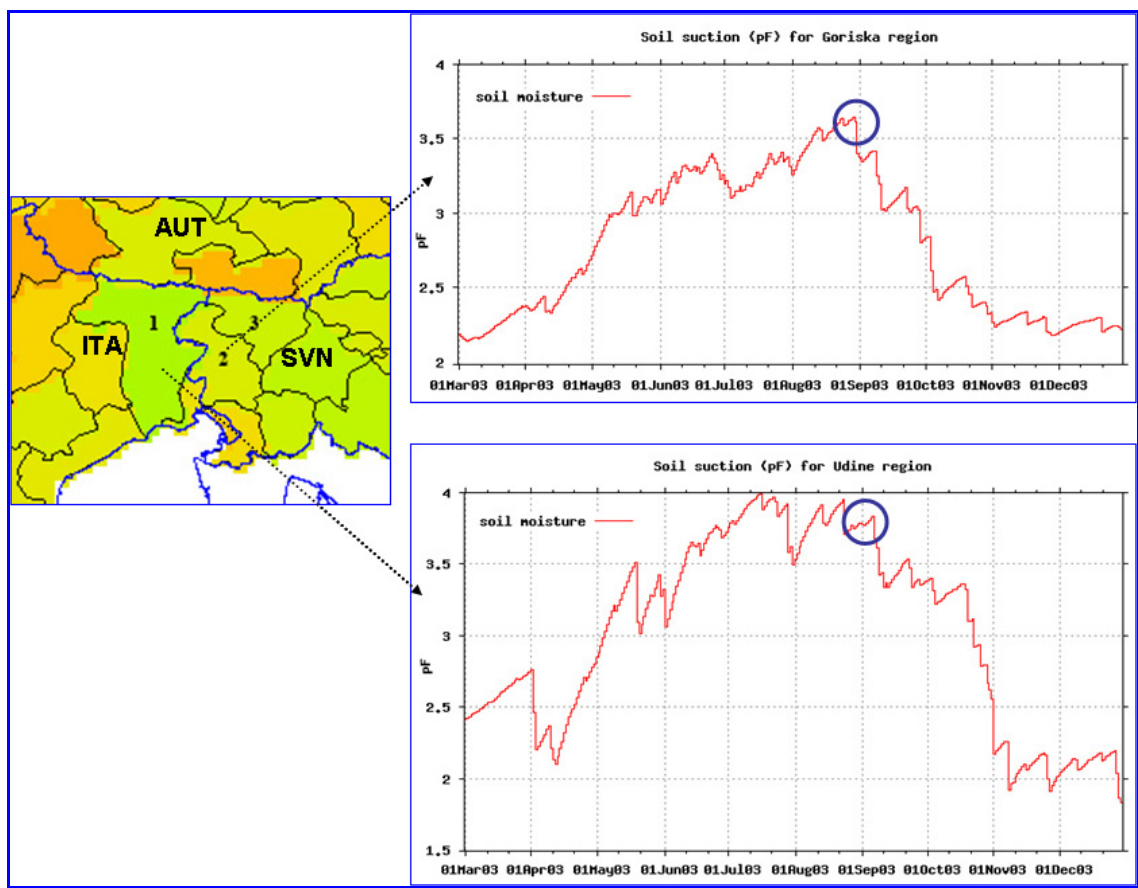 AUT
ITA
SVN
1
2
3
Soil suction (pF) for Goriska region
soil moisture
pF
4
3.5
3
2.5
2
01Mar03 01Apr03 01May03 01Jun03 01Jul03 01Aug03 01Sep03 01Oct03 01Nov03 01Dec03
Soil suction (pF) for Udine region
soil moisture
pF
4
3.5
3
2.5
2
1.5
01Mar03 01Apr03 01May03 01Jun03 01Jul03 01Aug03 01Sep03 01Oct03 01Nov03 01Dec03